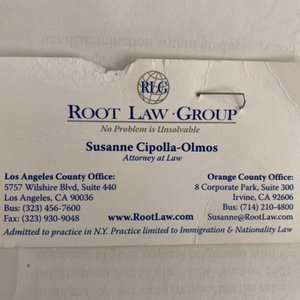 RLG
ROOT LAW · GROUP
No Problem is Unsolvable
Susanne Cipolla-Olmos
Attorney at Law
Los Angeles County Office:
5757 Wilshire Blvd, Suite 440
Los Angeles, CA 90036
Bus: (323) 456-7600
Fax: (323) 930-9048
Orange County Office:
8 Corporate Park, Suite 300
Irvine, CA 92606
Bus: (714) 210-4800
www.RootLaw.com
Susanne@RootLaw.com
Admitted to practice in N.Y. Practice limited to Immigration & Nationality Law